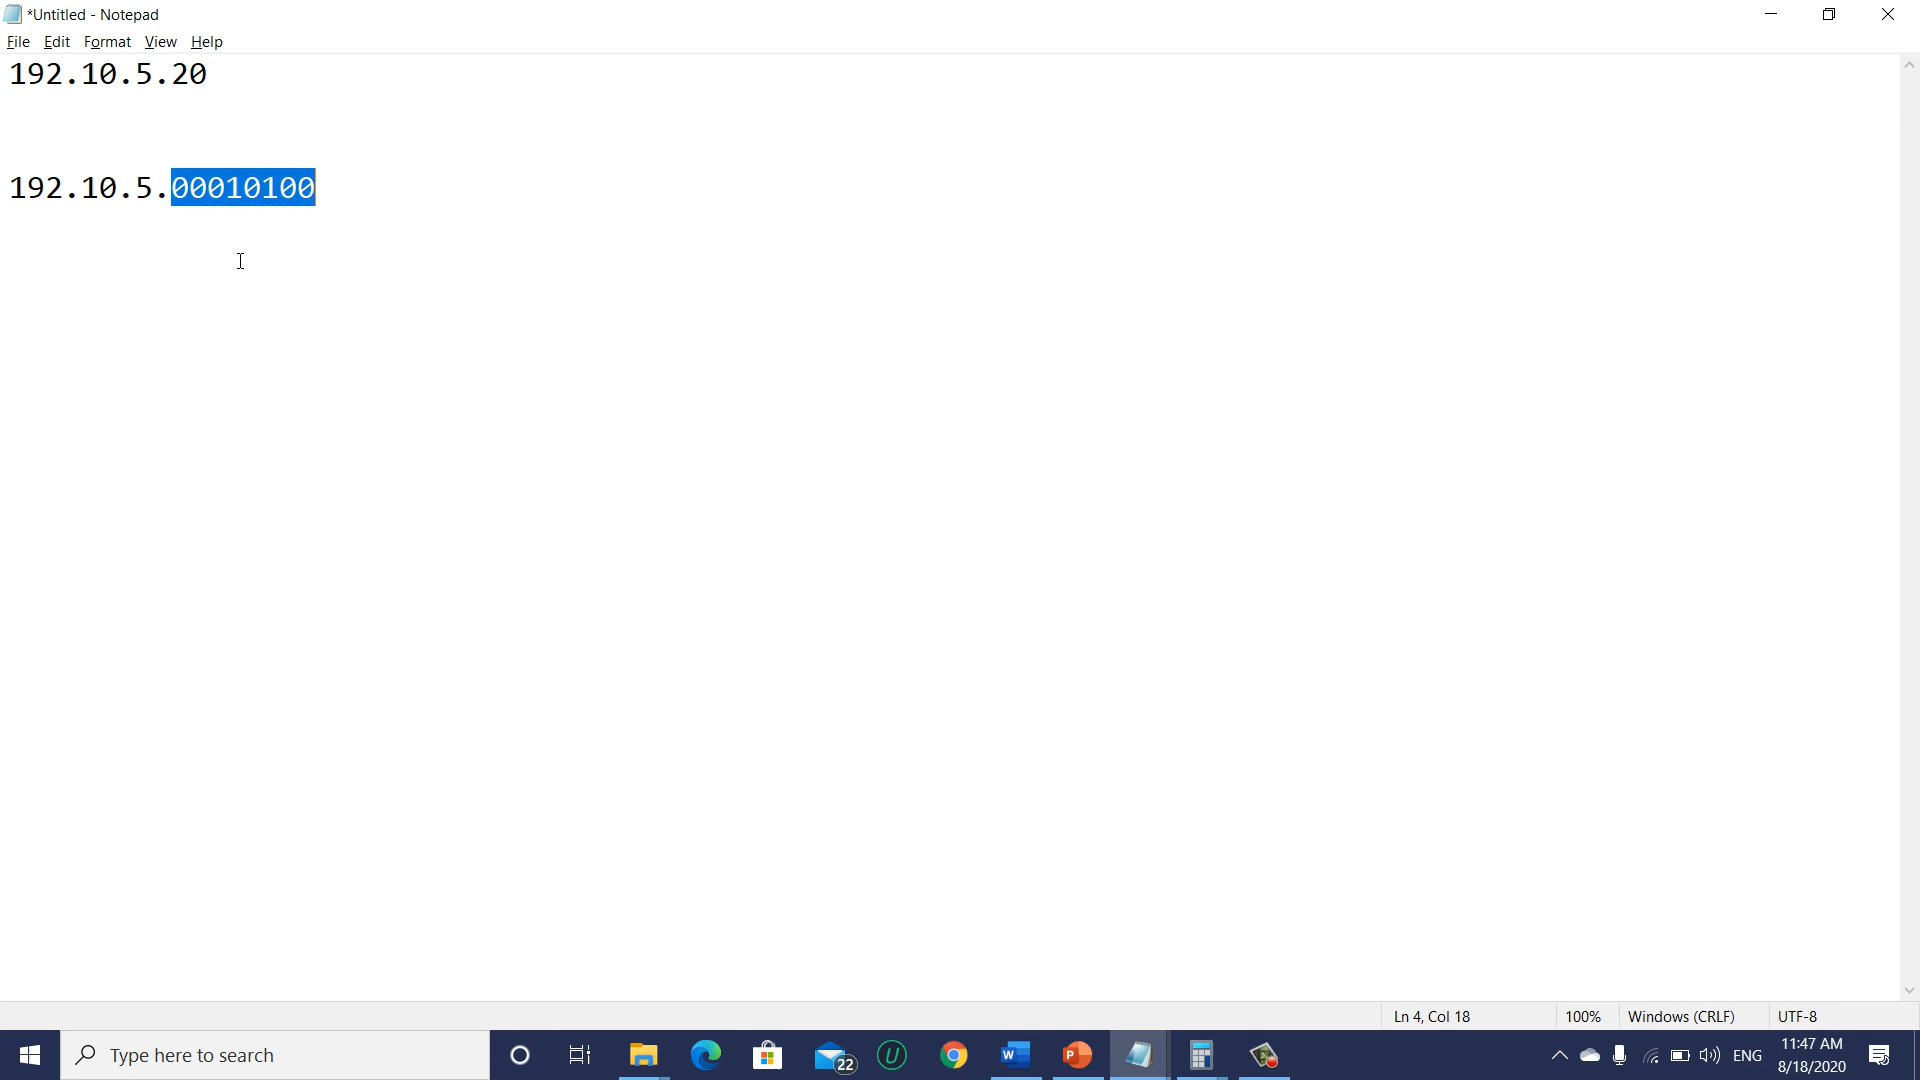 *Untitled - Notepad
File Edit Format View Help
192.10.5.20
192.10.5.00010100
Ln 4, Col 18 100% Windows (CRLF) UTF-8
Type here to search
22
U
W
P
ENG
11:47 AM
8/18/2020